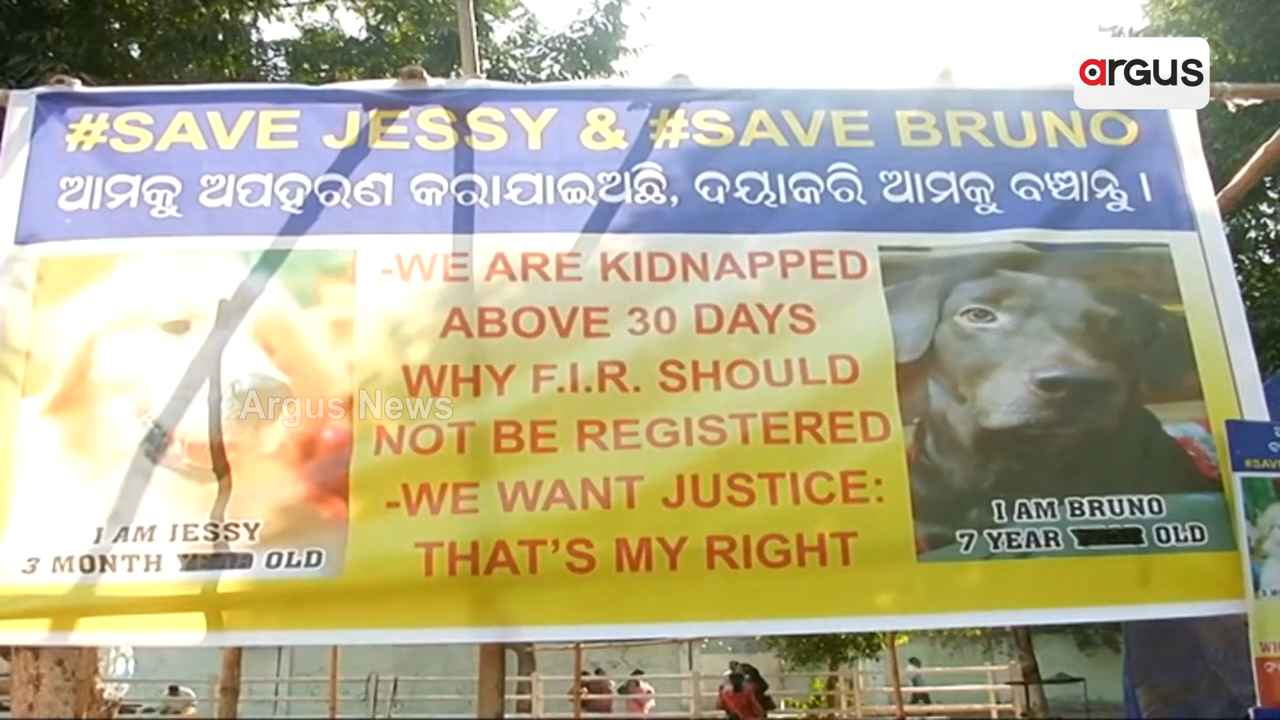 argus
#SAVE JESSY & #SAVE BRUNO
ଆମକୁ ଅପହରଣ କରାଯାଇଅଛି, ଦୟାକରି ଆମକୁ ବଞ୍ଚାନ୍ତୁ ।
-WE ARE KIDNAPPED
ABOVE 30 DAYS
WHY F.I.R. SHOULD
NOT BE REGISTERED
-WE WANT JUSTICE:
THAT'S MY RIGHT
Argus News
I AM JESSY
3 MONTH OLD
I AM BRUNO
7 YEAR OLD